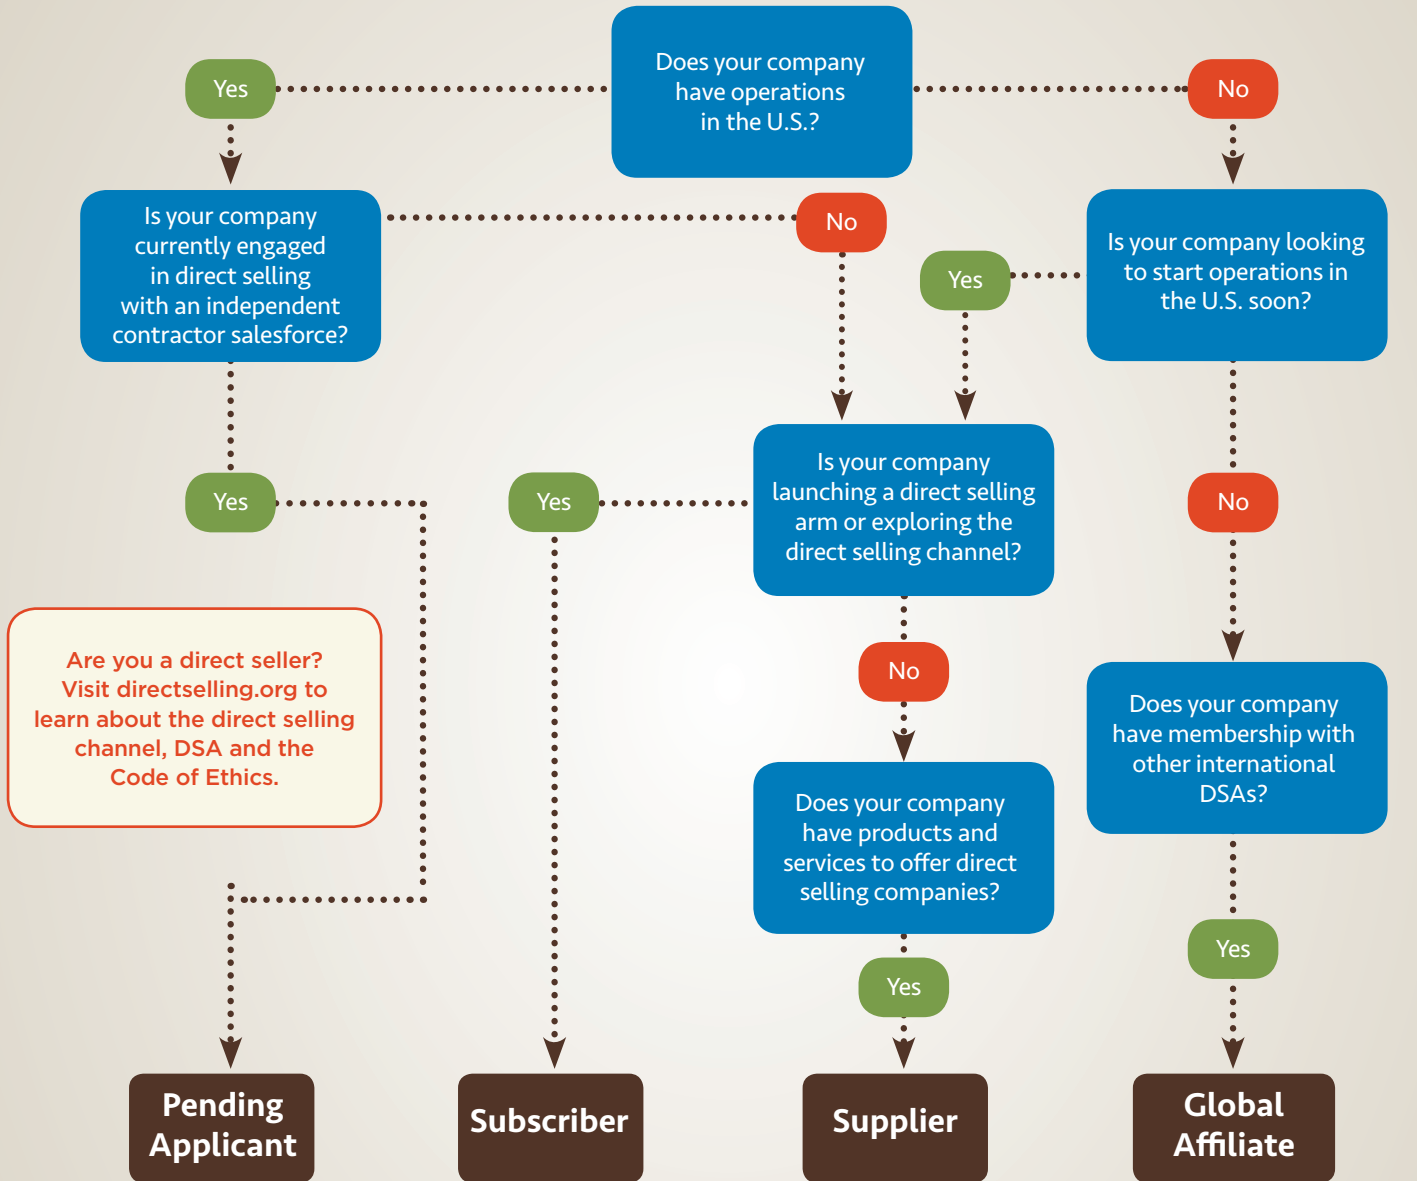 Does your company
have operations
in the U.S.?
Yes
No
Is your company
currently engaged
in direct selling
with an independent
contractor salesforce?
No
Yes
Is your company looking
to start operations in
the U.S. soon?
Yes
Yes
Is your company
launching a direct selling
arm or exploring the
direct selling channel?
No
Are you a direct seller?
Visit directselling.org to
learn about the direct selling
channel, DSA and the
Code of Ethics.
No
Does your company
have membership with
other international
DSAs?
Does your company
have products and
services to offer direct
selling companies?
Yes
Yes
Pending
Applicant
Subscriber
Supplier
Global
Affiliate